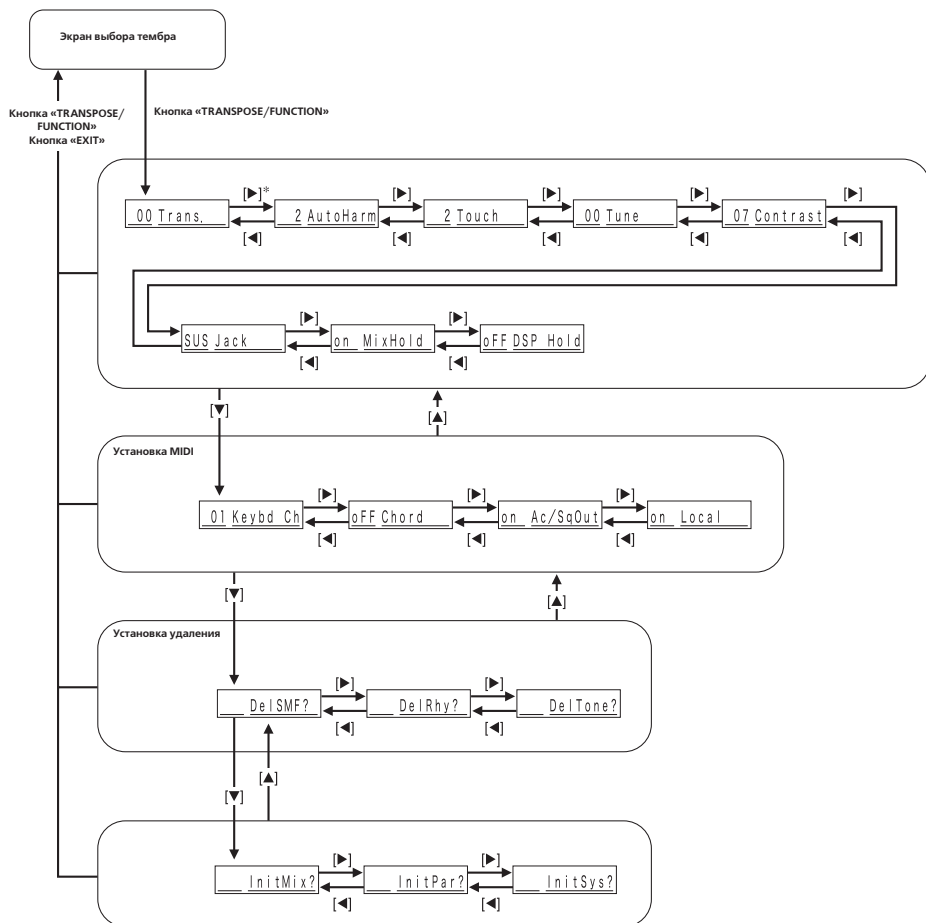 Экран выбора тембра
Кнопка «TRANSPOSE/
FUNCTION»
Кнопка «EXIT»
Кнопка «TRANSPOSE/FUNCTION»
[▶]* [▶] [▶] [▶] [▶]
00 Trans. 2 AutoHarm 2 Touch 00 Tune 07 Contrast
[◀] [◀] [◀] [◀] [◀]
[▶] [▶]
SUS Jack on MixHold oFF DSP Hold
[◀] [◀]
[▼] [▲]
Установка MIDI
[▶] [▶] [▶]
01 Keybd Ch oFF Chord on Ac/SqOut on Local
[◀] [◀] [◀]
[▼] [▲]
Установка удаления
[▶] [▶]
DelSMF? DelRhy? DelTone?
[◀] [◀]
[▼] [▲]
[▶] [▶]
InitMix? InitPar? InitSys?
[◀] [◀]